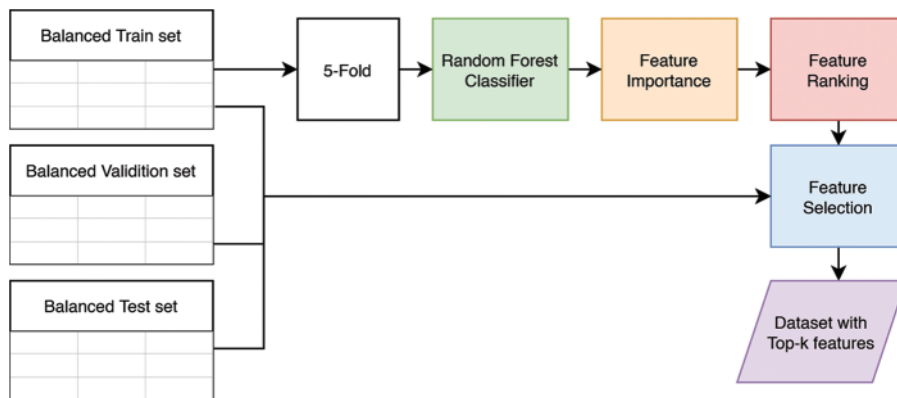 Balanced Train set
5-Fold
Random Forest
Classifier
Feature
Importance
Feature
Ranking
Balanced Validition set
Feature
Selection
Balanced Test set
Dataset with
Top-k features